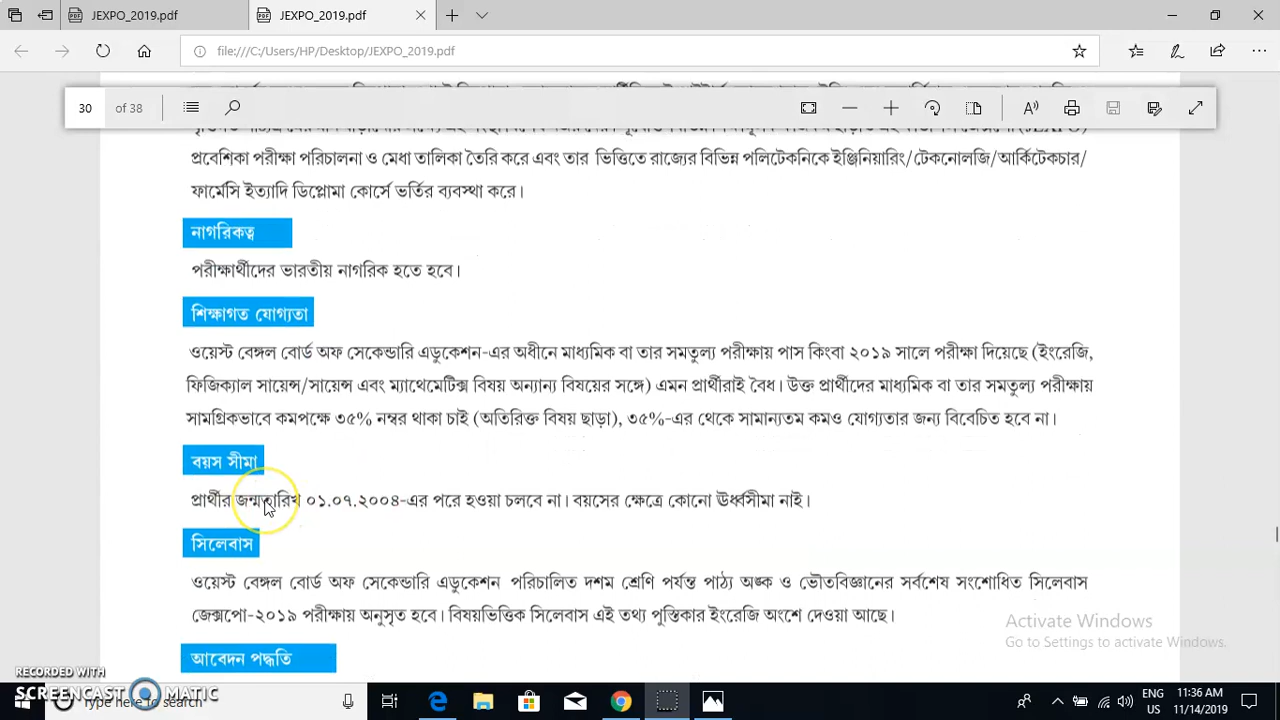 JEXPO_2019.pdf
JEXPO_2019.pdf
file:///C:/Users/HP/Desktop/JEXPO_2019.pdf
30 of 38
প্রবেশিকা পরীক্ষা পরিচালনা ও মেধা তালিকা তৈরি করে এবং তার ভিত্তিতে রাজ্যের বিভিন্ন পলিটেকনিকে ইঞ্জিনিয়ারিং/টেকনোলজি/আর্কিটেকচার/
ফার্মেসি ইত্যাদি ডিপ্লোমা কোর্সে ভর্তির ব্যবস্থা করে।
নাগরিকত্ব
পরীক্ষার্থীদের ভারতীয় নাগরিক হতে হবে।
শিক্ষাগত যোগ্যতা
ওয়েস্ট বেঙ্গল বোর্ড অফ সেকেন্ডারি এডুকেশন-এর অধীনে মাধ্যমিক বা তার সমতুল্য পরীক্ষায় পাস কিংবা ২০১৯ সালে পরীক্ষা দিয়েছে (ইংরেজি,
ফিজিক্যাল সায়েন্স/সায়েন্স এবং ম্যাথেমেটিক্স বিষয় অন্যান্য বিষয়ের সঙ্গে) এমন প্রার্থীরাই বৈধ। উক্ত প্রার্থীদের মাধ্যমিক বা তার সমতুল্য পরীক্ষায়
সামগ্রিকভাবে কমপক্ষে ৩৫% নম্বর থাকা চাই (অতিরিক্ত বিষয় ছাড়া), ৩৫%-এর থেকে সামান্যতম কমও যোগ্যতার জন্য বিবেচিত হবে না।
বয়স সীমা
প্রার্থীর জন্মতারিখ ০১.০৭.২০০৪-এর পরে হওয়া চলবে না। বয়সের ক্ষেত্রে কোনো ঊর্ধ্বসীমা নাই।
সিলেবাস
ওয়েস্ট বেঙ্গল বোর্ড অফ সেকেন্ডারি এডুকেশন পরিচালিত দশম শ্রেণি পর্যন্ত পাঠ্য অঙ্ক ও ভৌতবিজ্ঞানের সর্বশেষ সংশোধিত সিলেবাস
জেক্সপো-২০১৯ পরীক্ষায় অনুসৃত হবে। বিষয়ভিত্তিক সিলেবাস এই তথ্য পুস্তিকার ইংরেজি অংশে দেওয়া আছে।
আবেদন পদ্ধতি
Activate Windows
Go to Settings to activate Windows.
RECORDED WITH
SCREENCAST MATIC
Type here to search
ENG
US
11:36 AM
11/14/2019